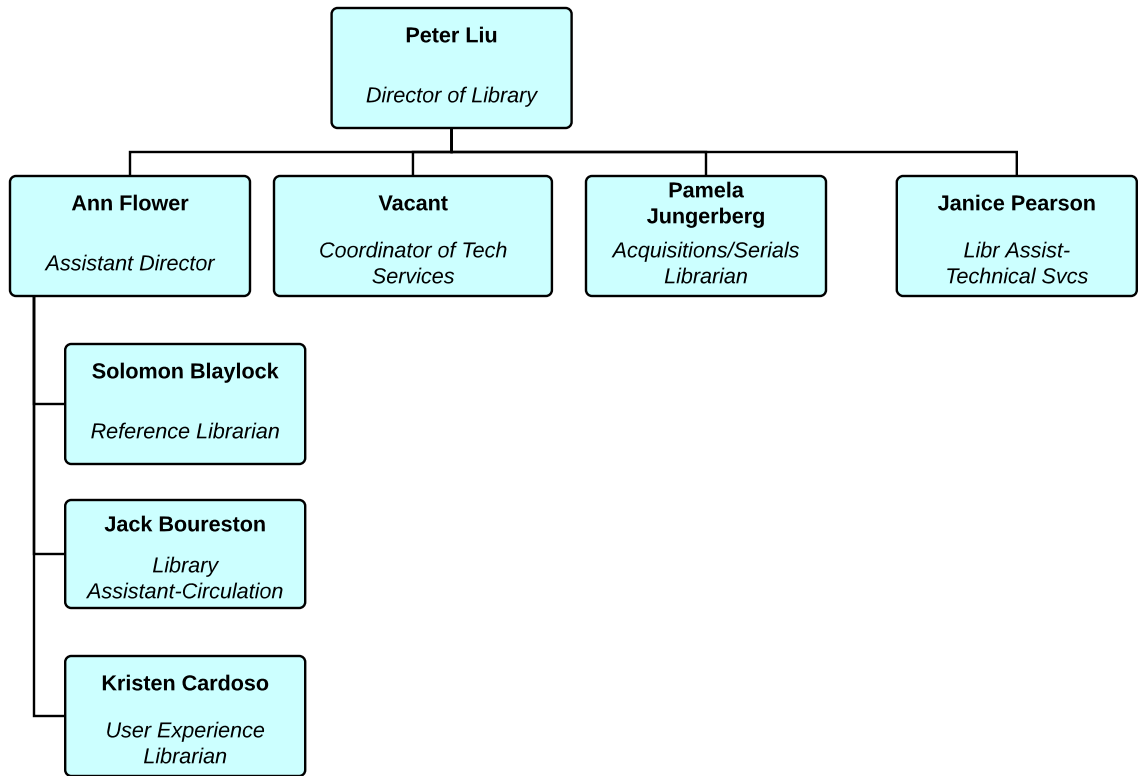 Peter Liu
Director of Library
Ann Flower
Assistant Director
Vacant
Coordinator of Tech
Services
Pamela
Jungerberg
Acquisitions/Serials
Librarian
Janice Pearson
Libr Assist-
Technical Svcs
Solomon Blaylock
Reference Librarian
Jack Boureston
Library
Assistant-Circulation
Kristen Cardoso
User Experience
Librarian